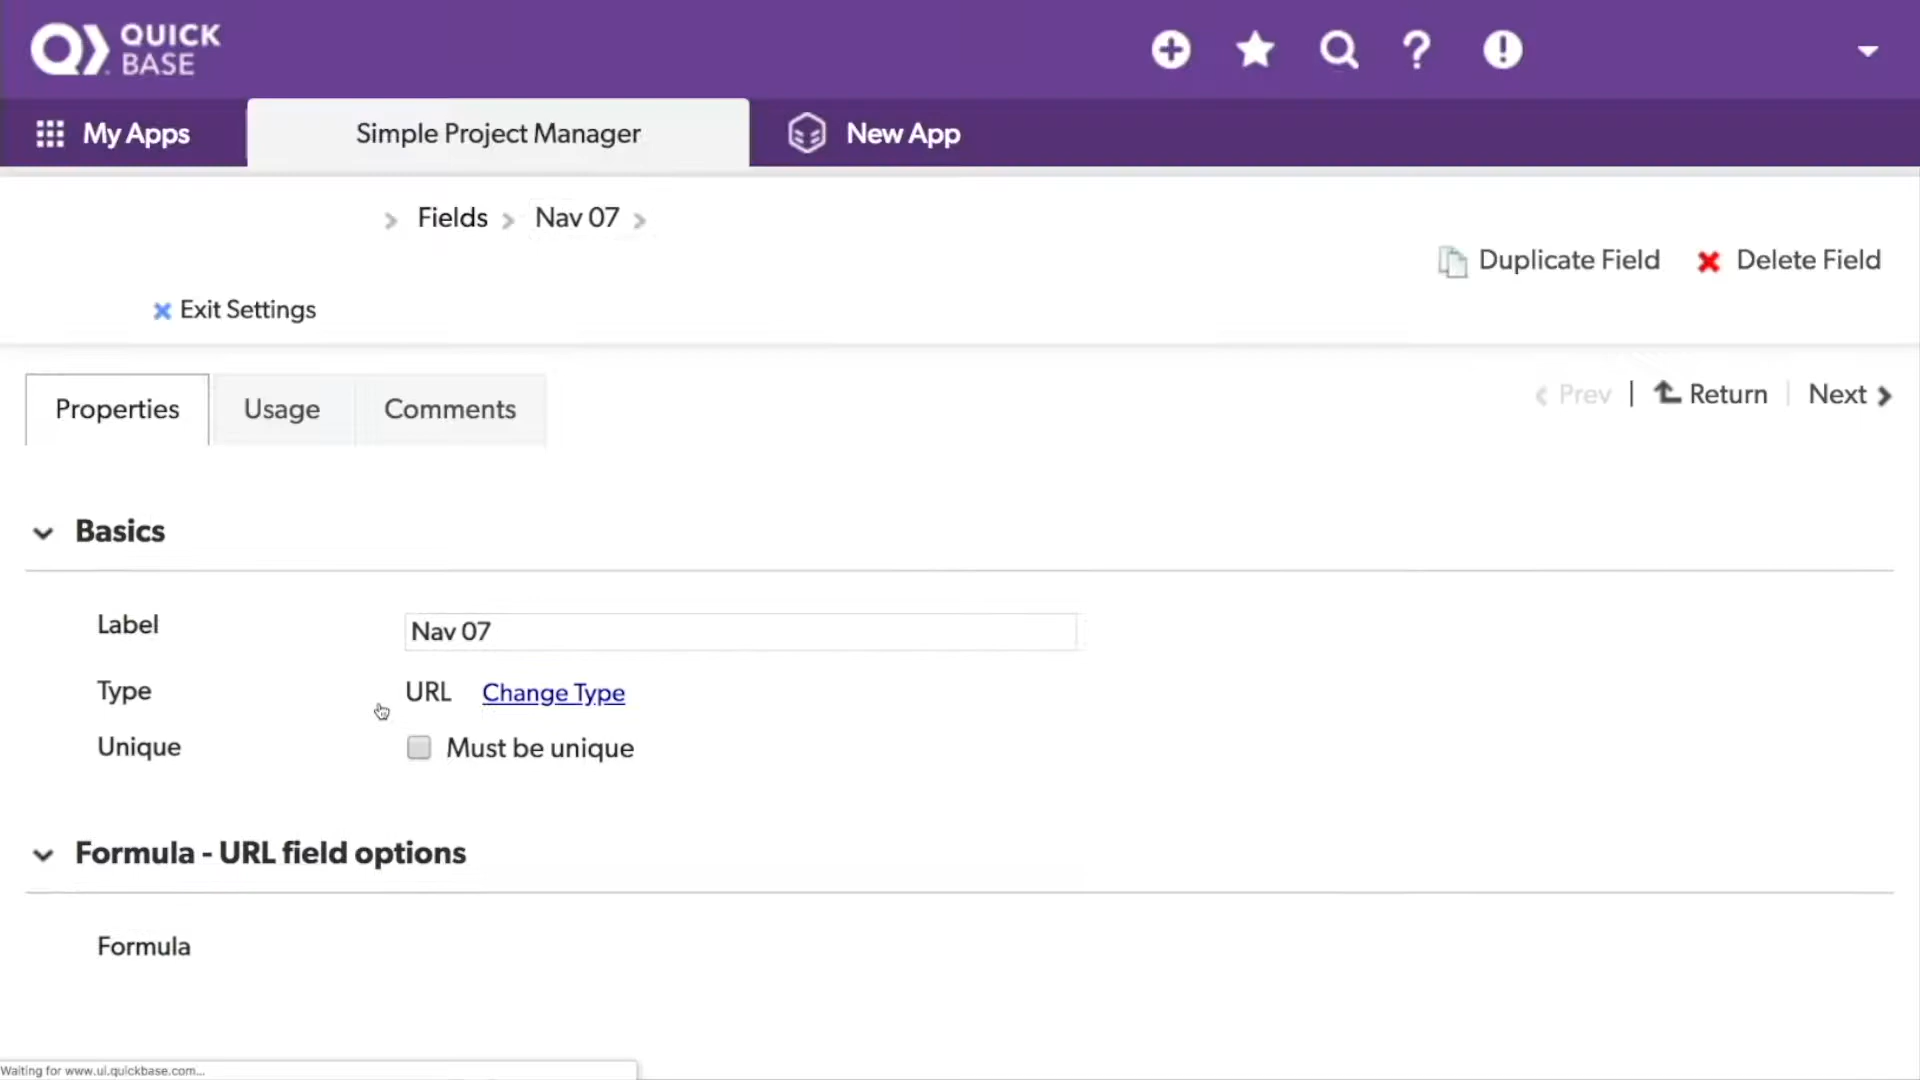 QUICK
BASE
My Apps
Simple Project Manager
New App
Fields
Nav 07
Duplicate Field
Delete Field
Exit Settings
Properties
Usage
Comments
Prev
Return
Next
Basics
Label
Nav 07
Type
URL
Change Type
Unique
Must be unique
Formula - URL field options
Formula
Waiting for www.ui.quickbase.com...